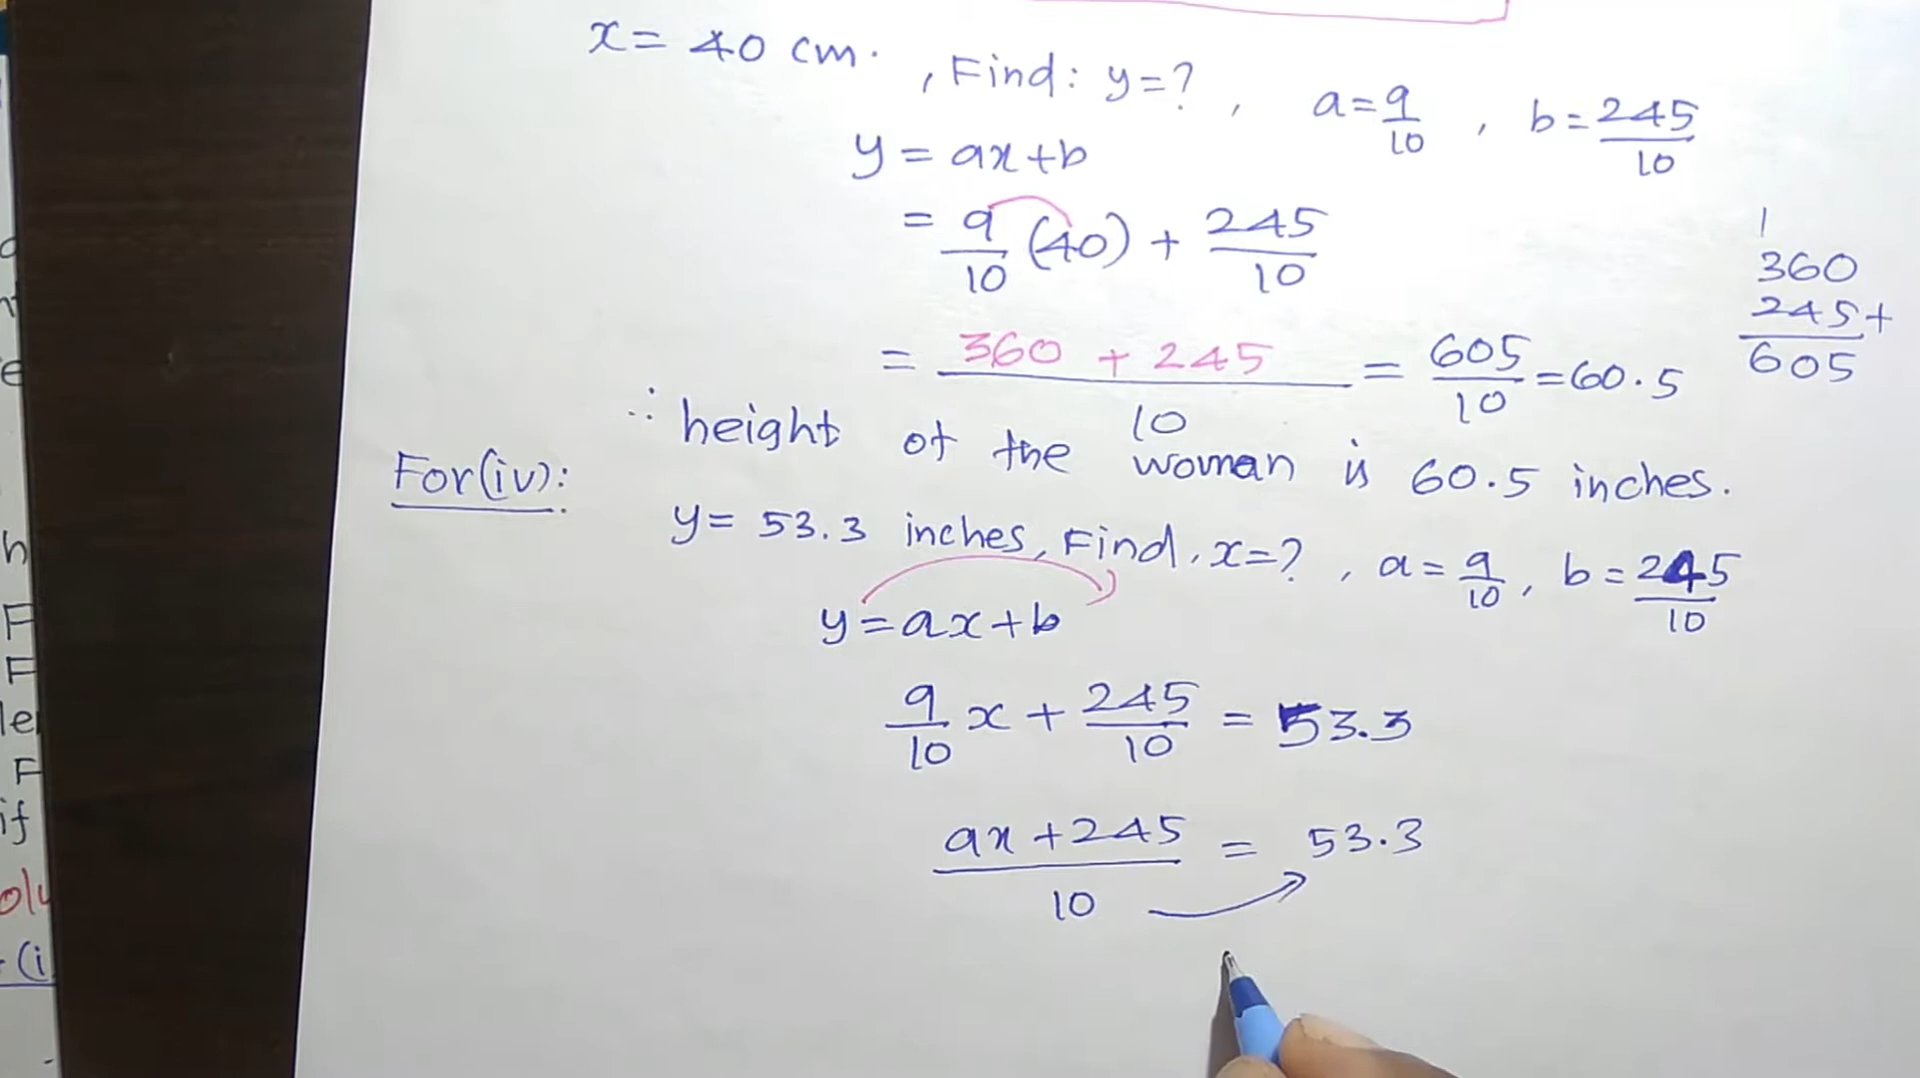 x = 40 cm. , Find: y=? , a=9/10 , b=245/10
y = ax+b
= 9/10 (40) + 245/10
= 360 + 245 / 10 = 605/10 =60.5
1
360
245+
605
∴ height of the woman is 60.5 inches.
For(iv):
y= 53.3 inches, Find, x=? , a=9/10, b=245/10
y=ax+b
9/10 x + 245/10 = 53.3
9x+245 / 10 = 53.3
h
F
F
F
if
(i